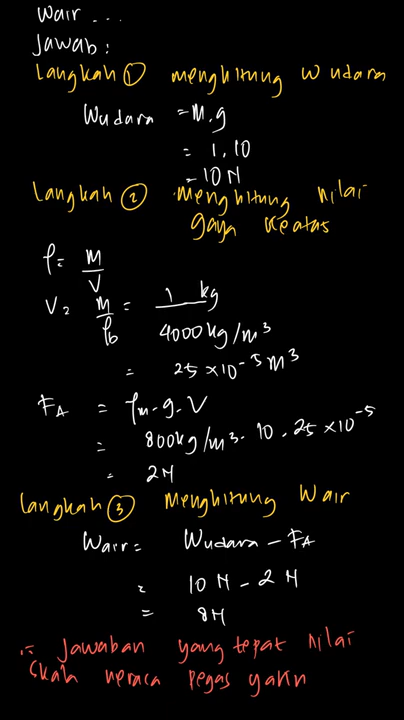 Wair ...
Jawab :
Langkah ① menghitung w udara
Wudara = M.g
= 1.10
= 10 N
Langkah ② menghitung nilai
gaya keatas
ρ = M/V
V = M/ρb = 1 kg / 4000 kg/m³
= 25 × 10⁻⁵ m³
FA = ρm . g . V
= 800 kg/m³ . 10 . 25 × 10⁻⁵
= 2 N
Langkah ③ Menghitung Wair
Wair = Wudara - FA
= 10 N - 2 N
= 8 N
∴ Jawaban yang tepat nilai
Skala neraca pegas yakn